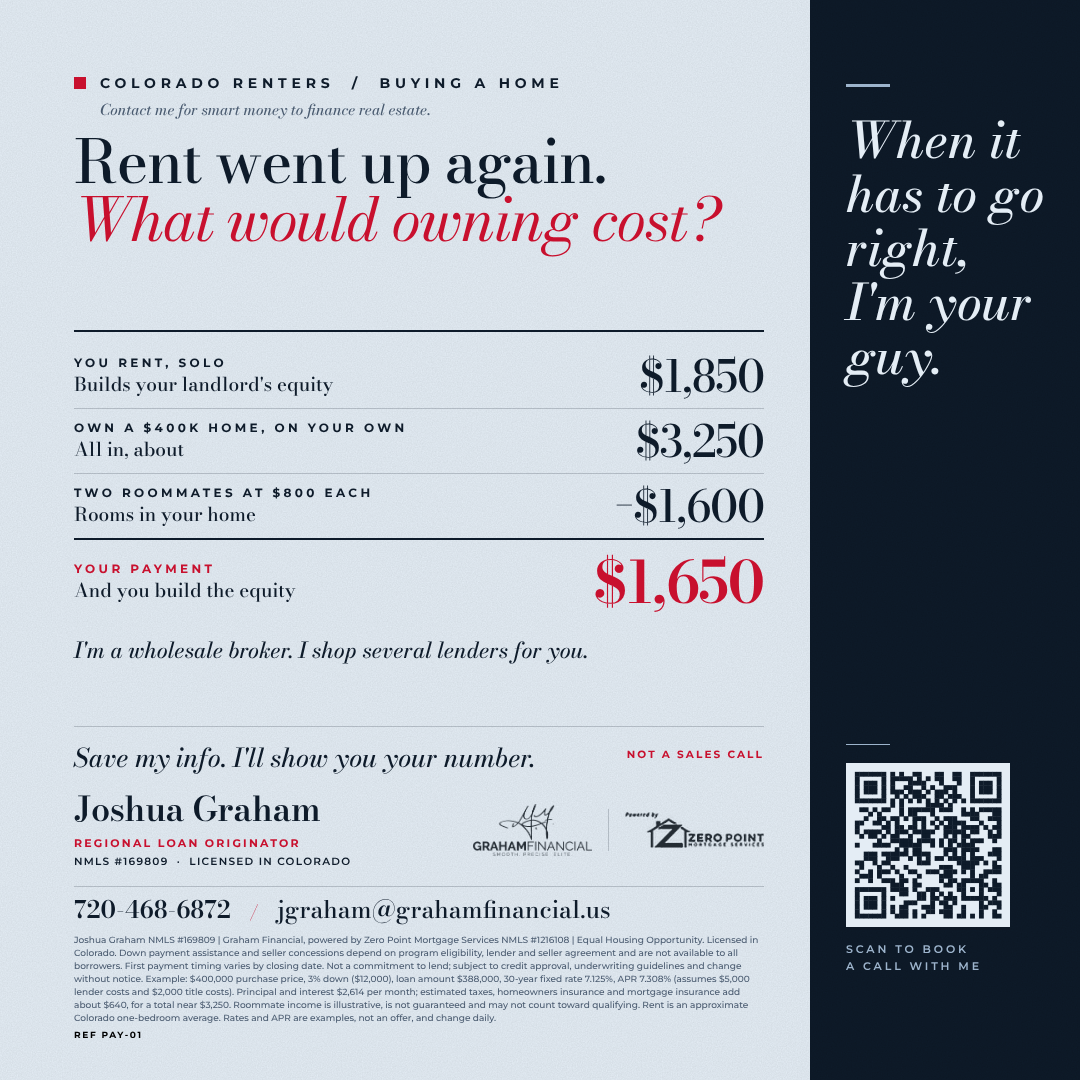 COLORADO RENTERS / BUYING A HOME
Contact me for smart money to finance real estate.
Rent went up again.
What would owning cost?
YOU RENT, SOLO
Builds your landlord's equity
$1,850
OWN A $400K HOME, ON YOUR OWN
All in, about
$3,250
TWO ROOMMATES AT $800 EACH
Rooms in your home
–$1,600
YOUR PAYMENT
And you build the equity
$1,650
I'm a wholesale broker. I shop several lenders for you.
Save my info. I'll show you your number.
NOT A SALES CALL
Joshua Graham
REGIONAL LOAN ORIGINATOR
NMLS #169809 · LICENSED IN COLORADO
GRAHAMFINANCIAL
SMOOTH. PRECISE. ELITE.
Powered by
ZERO POINT
MORTGAGE SERVICES
720-468-6872 / jgraham@grahamfinancial.us
Joshua Graham NMLS #169809 | Graham Financial, powered by Zero Point Mortgage Services NMLS #1216108 | Equal Housing Opportunity. Licensed in
Colorado. Down payment assistance and seller concessions depend on program eligibility, lender and seller agreement and are not available to all
borrowers. First payment timing varies by closing date. Not a commitment to lend; subject to credit approval, underwriting guidelines and change
without notice. Example: $400,000 purchase price, 3% down ($12,000), loan amount $388,000, 30-year fixed rate 7.125%, APR 7.308% (assumes $5,000
lender costs and $2,000 title costs). Principal and interest $2,614 per month; estimated taxes, homeowners insurance and mortgage insurance add
about $640, for a total near $3,250. Roommate income is illustrative, is not guaranteed and may not count toward qualifying. Rent is an approximate
Colorado one-bedroom average. Rates and APR are examples, not an offer, and change daily.
REF PAY-01
When it
has to go
right,
I'm your
guy.
SCAN TO BOOK
A CALL WITH ME